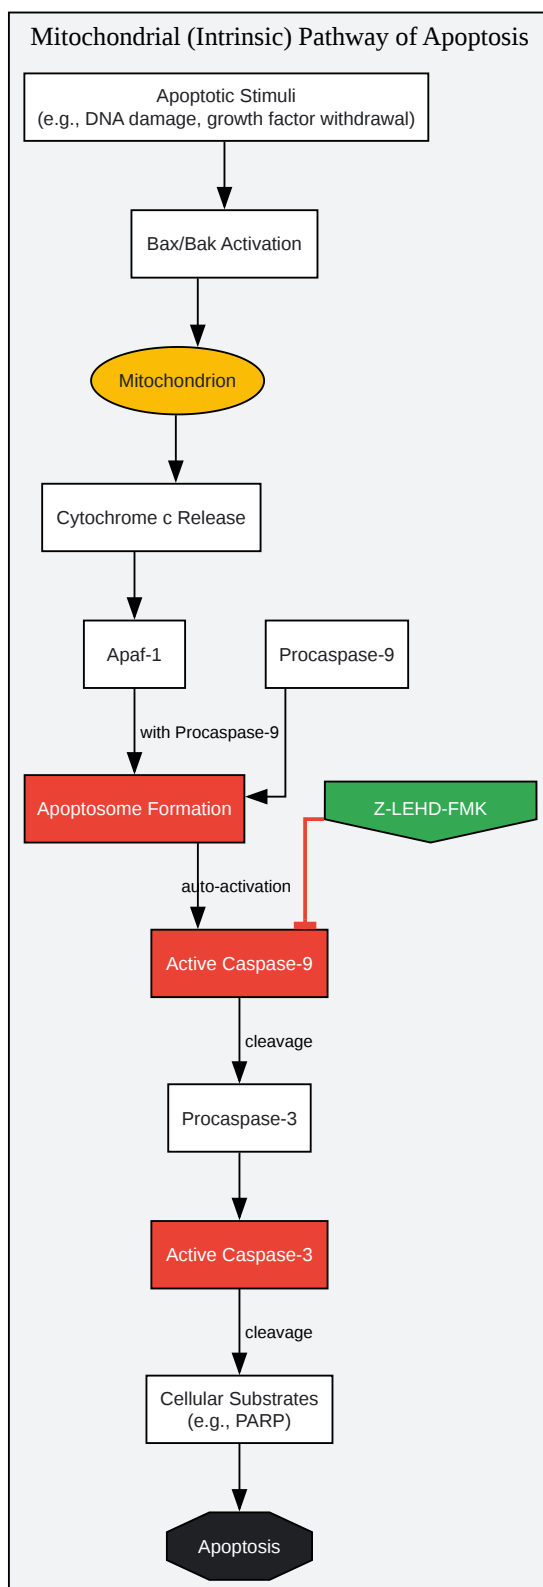 Mitochondrial (Intrinsic) Pathway of Apoptosis
Apoptotic Stimuli
(e.g., DNA damage, growth factor withdrawal)
Bax/Bak Activation
Mitochondrion
Cytochrome c Release
Apaf-1
Procaspase-9
with Procaspase-9
Apoptosome Formation
Z-LEHD-FMK
auto-activation
Active Caspase-9
cleavage
Procaspase-3
Active Caspase-3
cleavage
Cellular Substrates
(e.g., PARP)
Apoptosis